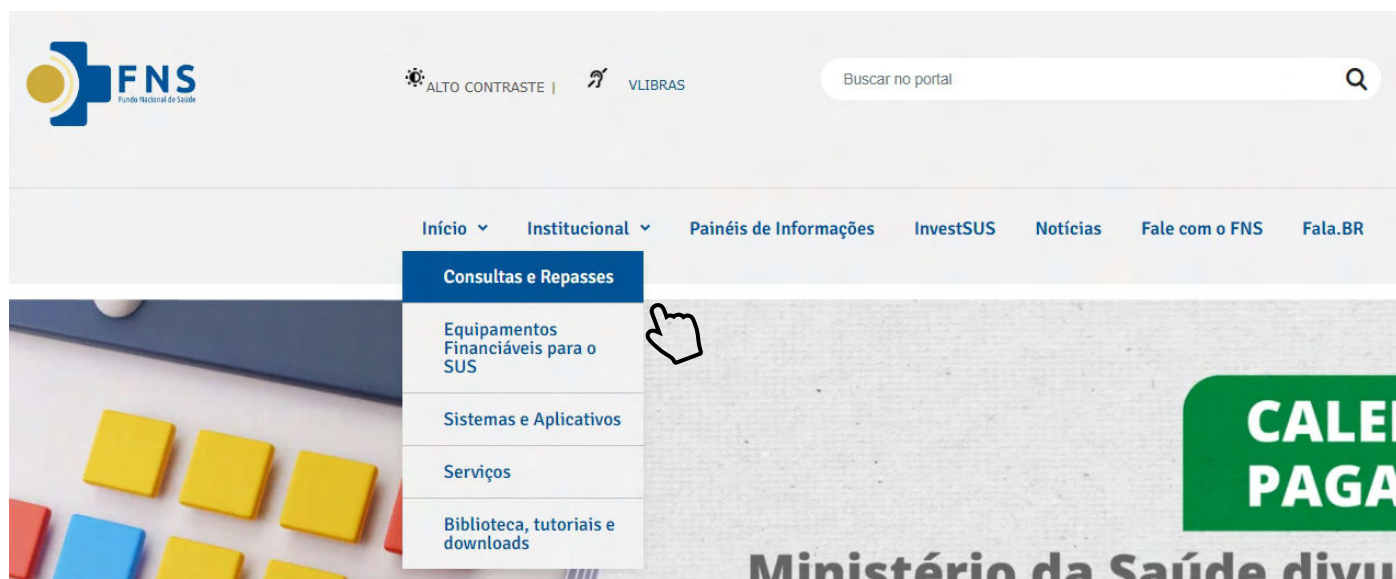 FNS
Fundo Nacional de Saúde
ALTO CONTRASTE |
VLIBRAS
Buscar no portal
Início
Institucional
Painéis de Informações
InvestSUS
Notícias
Fale com o FNS
Fala.BR
Consultas e Repasses
Equipamentos
Financiáveis para o
SUS
Sistemas e Aplicativos
Serviços
Biblioteca, tutoriais e
downloads
CALE
PAGA
Ministério da Saúde divu